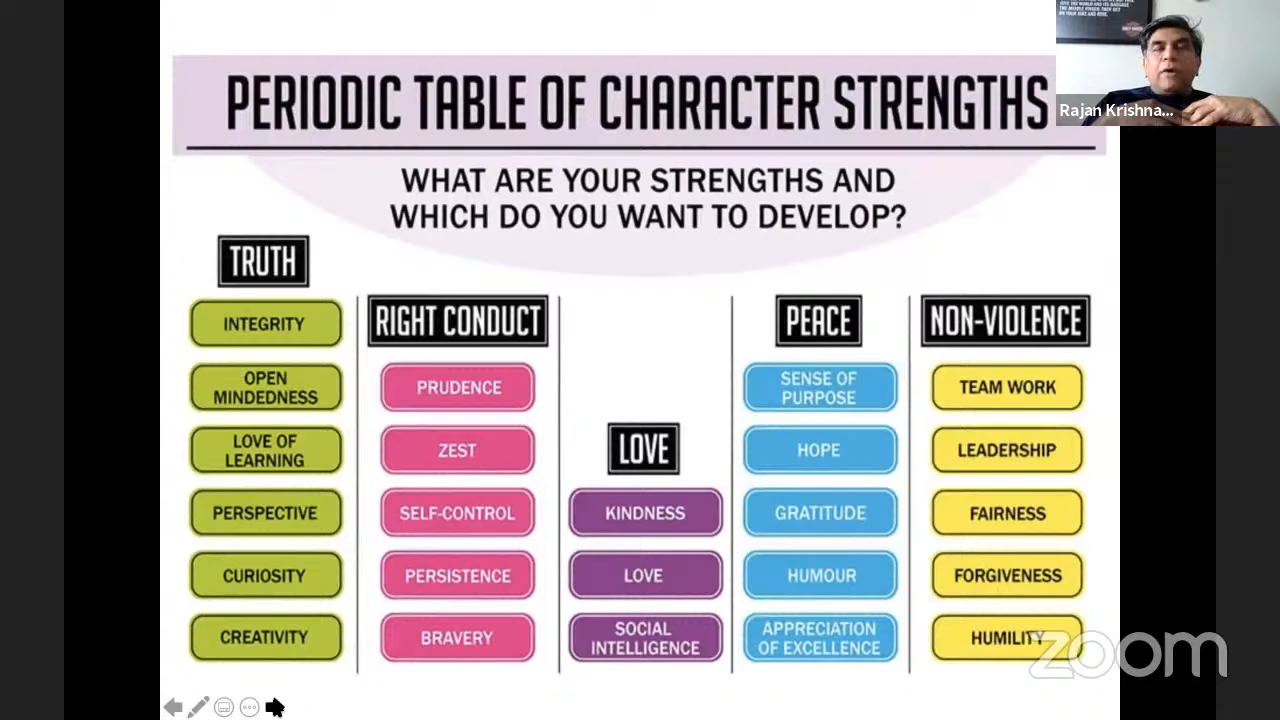 PERIODIC TABLE OF CHARACTER STRENGTHS
WHAT ARE YOUR STRENGTHS AND
WHICH DO YOU WANT TO DEVELOP?
TRUTH
INTEGRITY
OPEN
MINDEDNESS
LOVE OF
LEARNING
PERSPECTIVE
CURIOSITY
CREATIVITY
RIGHT CONDUCT
PRUDENCE
ZEST
SELF-CONTROL
PERSISTENCE
BRAVERY
LOVE
KINDNESS
LOVE
SOCIAL
INTELLIGENCE
PEACE
SENSE OF
PURPOSE
HOPE
GRATITUDE
HUMOUR
APPRECIATION
OF EXCELLENCE
NON-VIOLENCE
TEAM WORK
LEADERSHIP
FAIRNESS
FORGIVENESS
HUMILITY
Rajan Krishna...
zoom